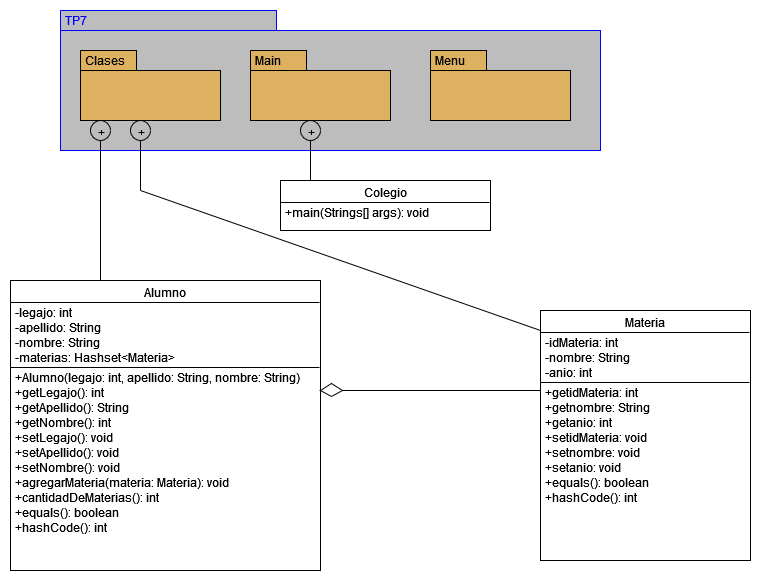 TP7
Clases
Main
Menu
+
+
+
Colegio
+main(Strings[] args): void
Alumno
-legajo: int
-apellido: String
-nombre: String
-materias: Hashset<Materia>
+Alumno(legajo: int, apellido: String, nombre: String)
+getLegajo(): int
+getApellido(): String
+getNombre(): int
+setLegajo(): void
+setApellido(): void
+setNombre(): void
+agregarMateria(materia: Materia): void
+cantidadDeMaterias(): int
+equals(): boolean
+hashCode(): int
Materia
-idMateria: int
-nombre: String
-anio: int
+getidMateria: int
+getnombre: String
+getanio: int
+setidMateria: void
+setnombre: void
+setanio: void
+equals(): boolean
+hashCode(): int